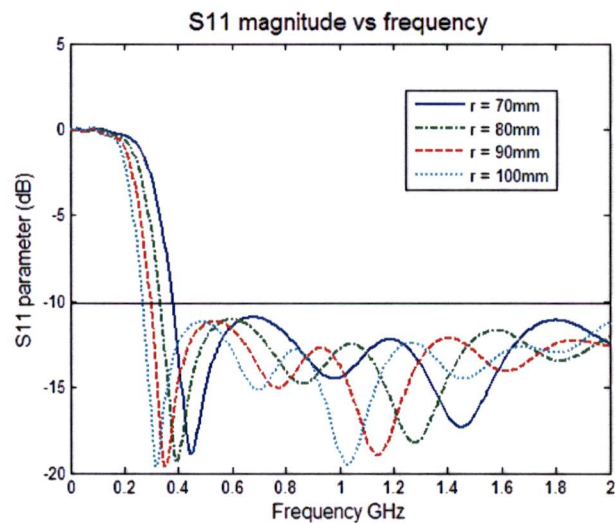 S11 magnitude vs frequency
S11 parameter (dB)
5
0
-5
-10
-15
-20
r = 70mm
r = 80mm
r = 90mm
r = 100mm
0
0.2
0.4
0.6
0.8
1
1.2
1.4
1.6
1.8
2
Frequency GHz